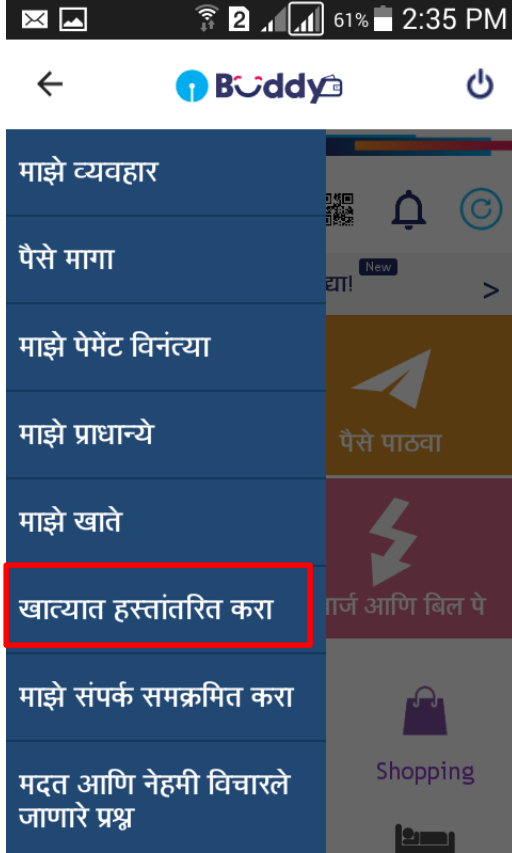 2 61% 2:35 PM
Buddy
माझे व्यवहार
पैसे मागा
द्या!
New
>
माझे पेमेंट विनंत्या
माझे प्राधान्ये
पैसे पाठवा
माझे खाते
खात्यात हस्तांतरित करा
ार्ज आणि बिल पे
माझे संपर्क समक्रमित करा
मदत आणि नेहमी विचारले
जाणारे प्रश्न
Shopping